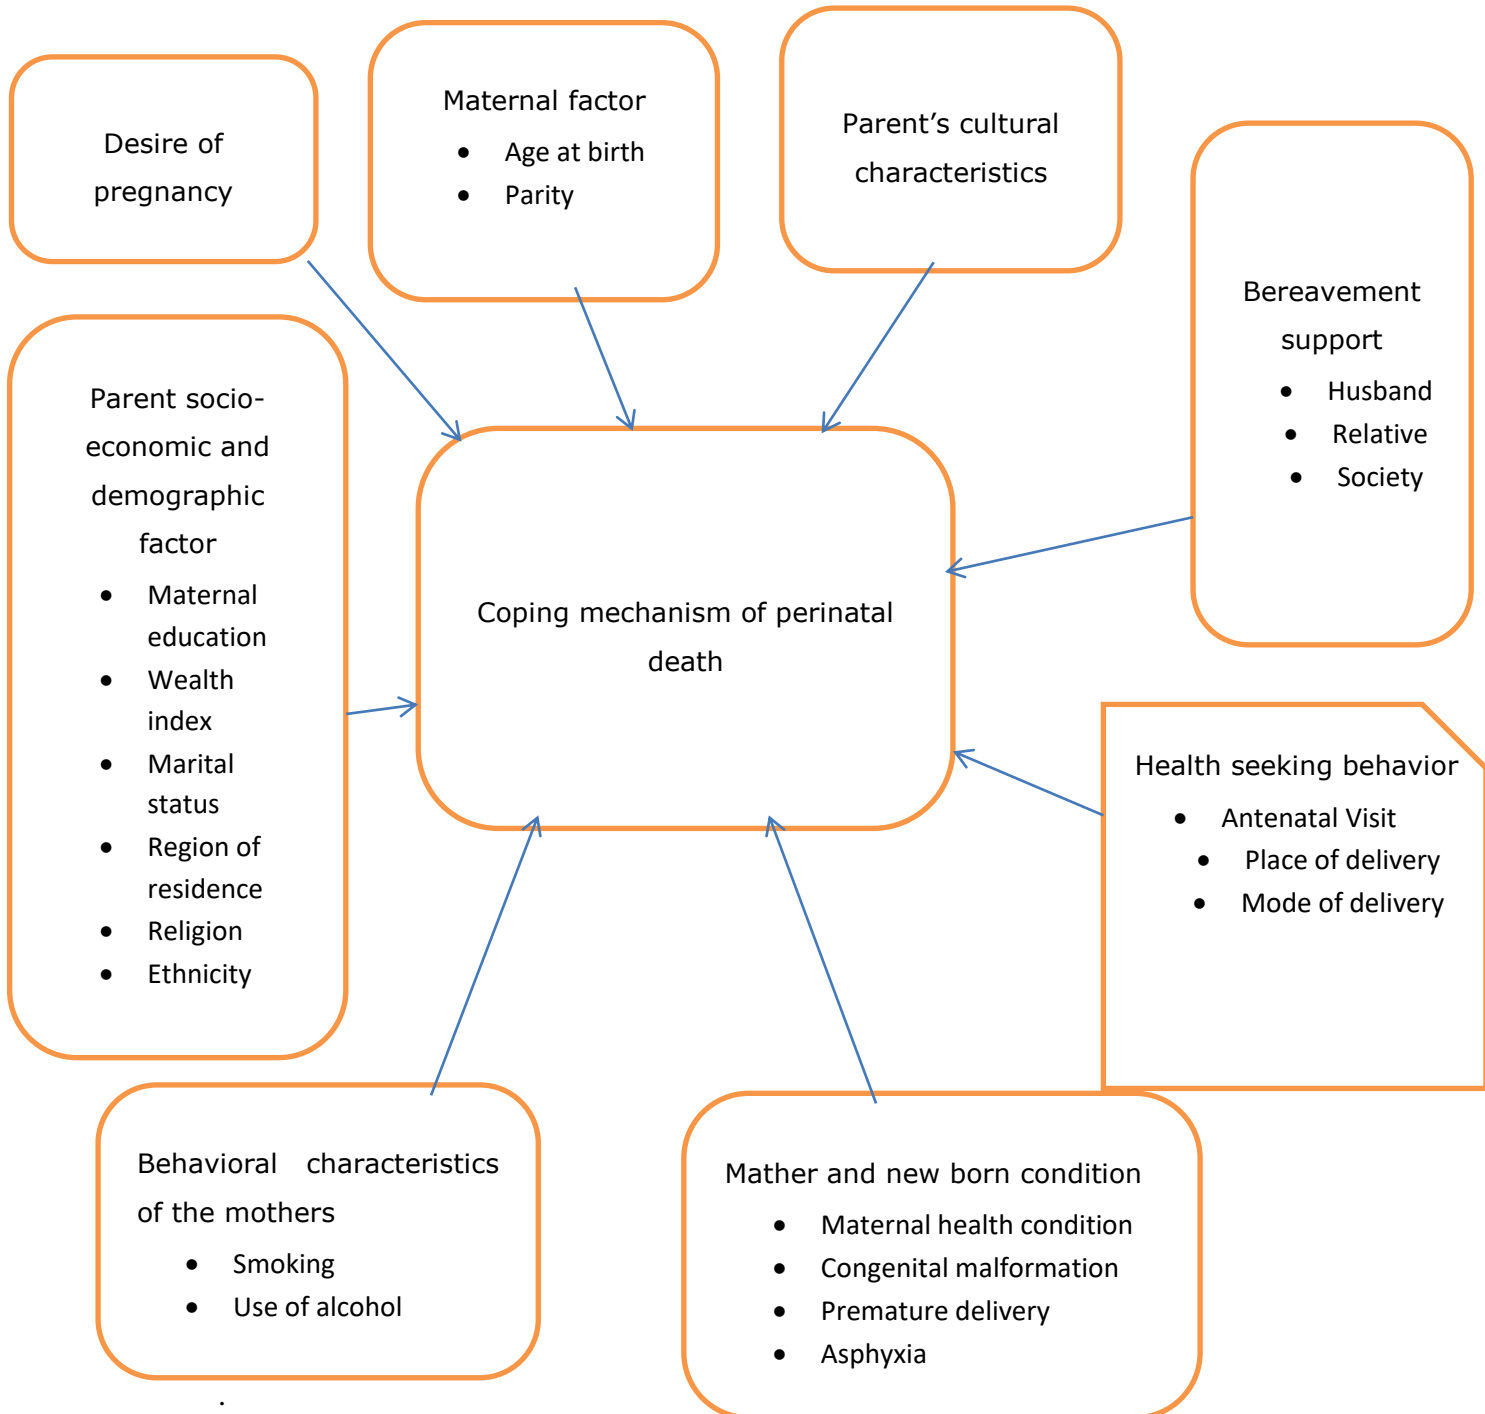 Desire of
pregnancy
Maternal factor
• Age at birth
• Parity
Parent’s cultural
characteristics
Bereavement
support
• Husband
• Relative
• Society
Parent socio-
economic and
demographic
factor
• Maternal
education
• Wealth
index
• Marital
status
• Region of
residence
• Religion
• Ethnicity
Coping mechanism of perinatal
death
Health seeking behavior
• Antenatal Visit
• Place of delivery
• Mode of delivery
Behavioral characteristics
of the mothers
• Smoking
• Use of alcohol
Mather and new born condition
• Maternal health condition
• Congenital malformation
• Premature delivery
• Asphyxia
.